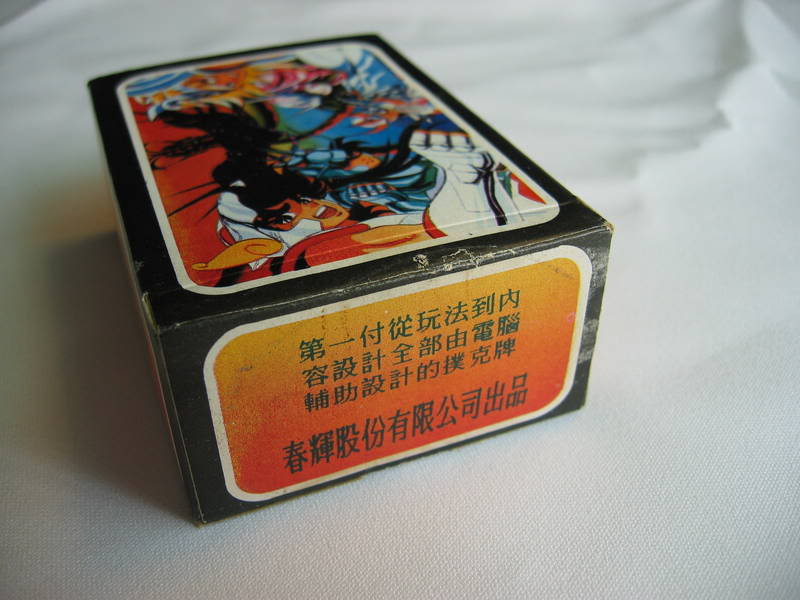 第一付從玩法到內
容設計全部由電腦
輔助設計的撲克牌
春輝股份有限公司出品